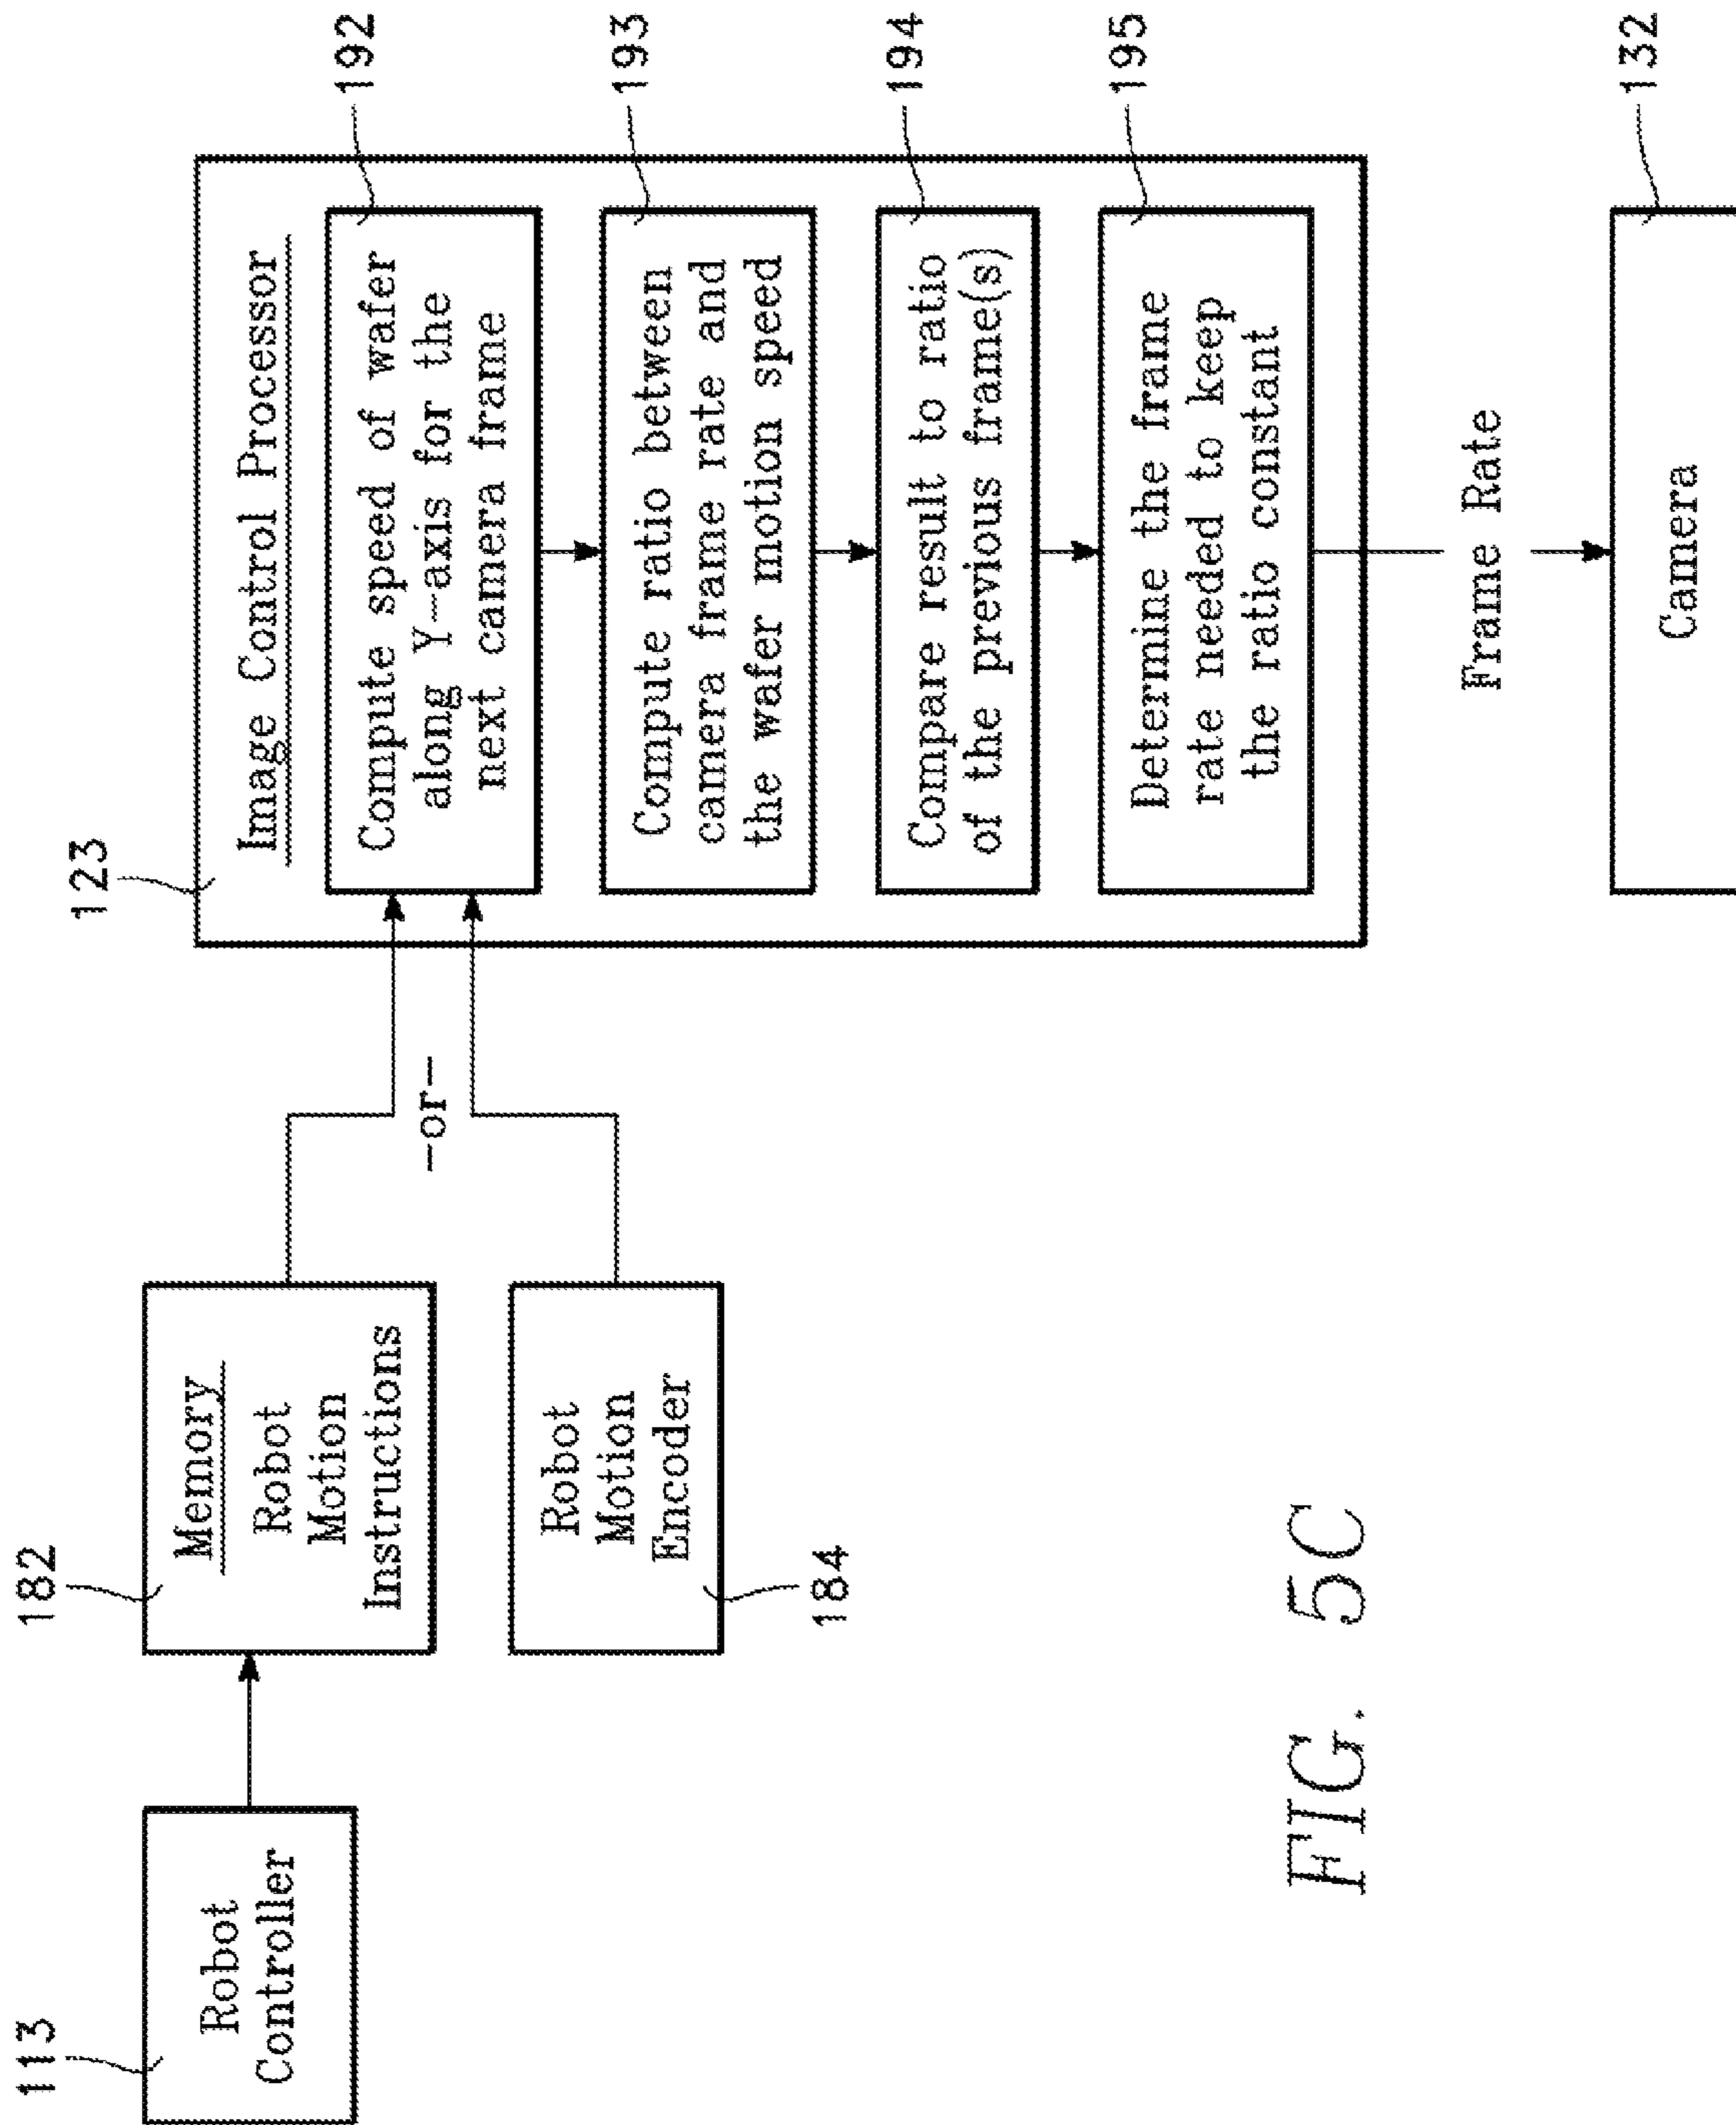 113
Robot
Controller
182
Memory
Robot
Motion
Instructions
Robot
Motion
Encoder
184
-or-
123
Image Control Processor
Compute speed of wafer
along Y-axis for the
next camera frame
192
Compute ratio between
camera frame rate and
the wafer motion speed
193
Compare result to ratio
of the previous frame(s)
194
Determine the frame
rate needed to keep
the ratio constant
195
Frame Rate
Camera
132
FIG. 5C